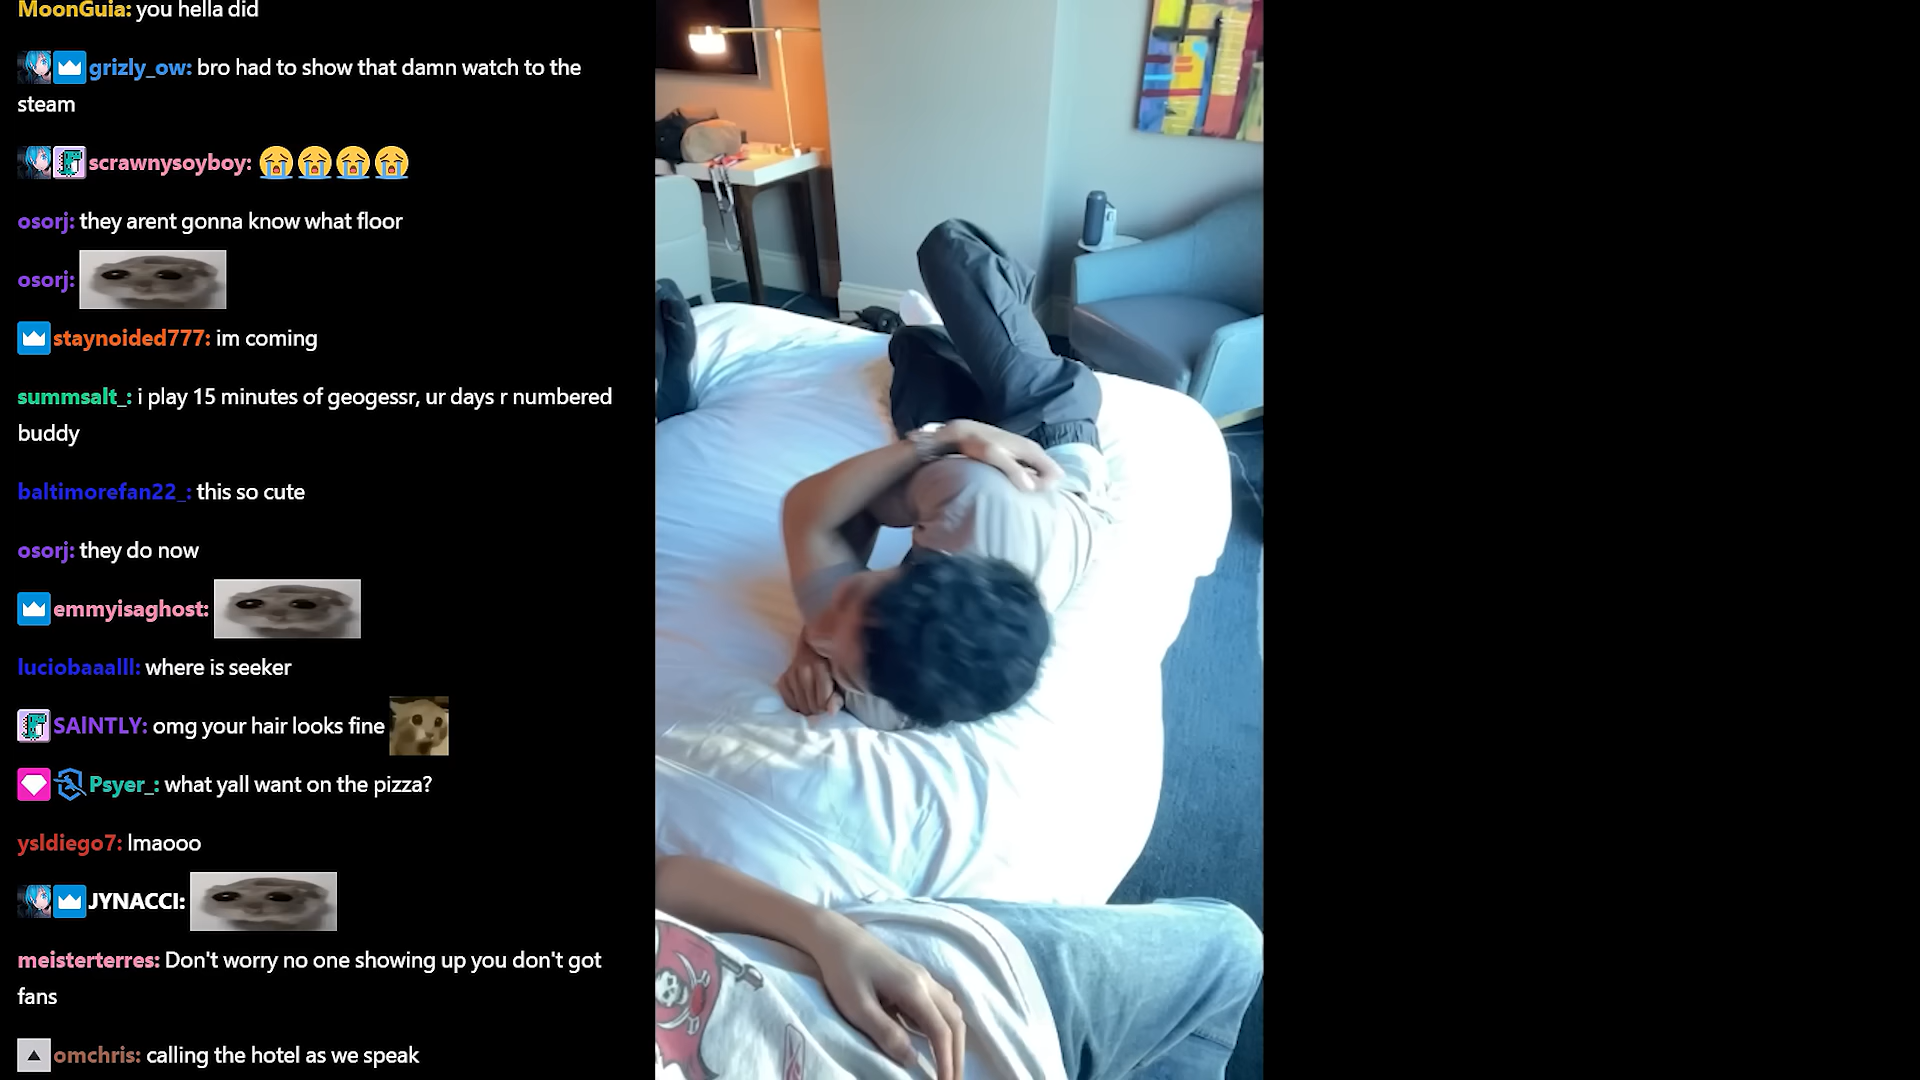 MoonGuia: you hella did
grizly_ow: bro had to show that damn watch to the
steam
scrawnysoyboy: 😭😭😭😭
osorj: they arent gonna know what floor
osorj:
staynoided777: im coming
summsalt_: i play 15 minutes of geogessr, ur days r numbered
buddy
baltimorefan22_: this so cute
osorj: they do now
emmyisaghost:
luciobaaalll: where is seeker
SAlNTLY: omg your hair looks fine
Psyer_: what yall want on the pizza?
ysldiego7: lmaooo
JYNACCI:
meisterterres: Don't worry no one showing up you don't got
fans
omchris: calling the hotel as we speak